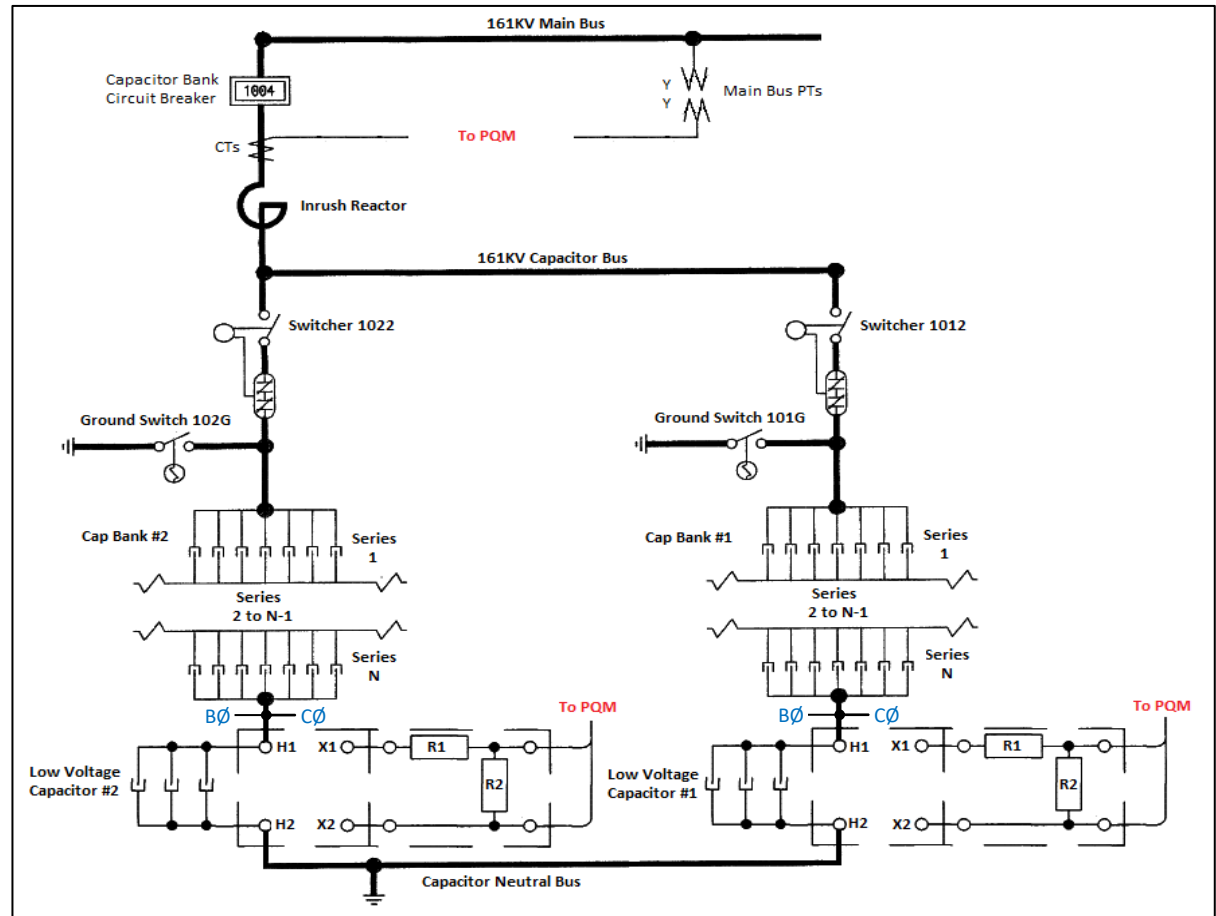 161KV Main Bus
Capacitor Bank
Circuit Breaker
1004
Y
Y
Main Bus PTs
CTs
To PQM
Inrush Reactor
161KV Capacitor Bus
Switcher 1022
Switcher 1012
Ground Switch 102G
Ground Switch 101G
Cap Bank #2
Series
1
Cap Bank #1
Series
1
Series
2 to N-1
Series
2 to N-1
Series
N
Series
N
BØ
CØ
To PQM
BØ
CØ
To PQM
H1
X1
R1
H1
X1
R1
Low Voltage
Capacitor #2
R2
Low Voltage
Capacitor #1
R2
H2
X2
H2
X2
Capacitor Neutral Bus